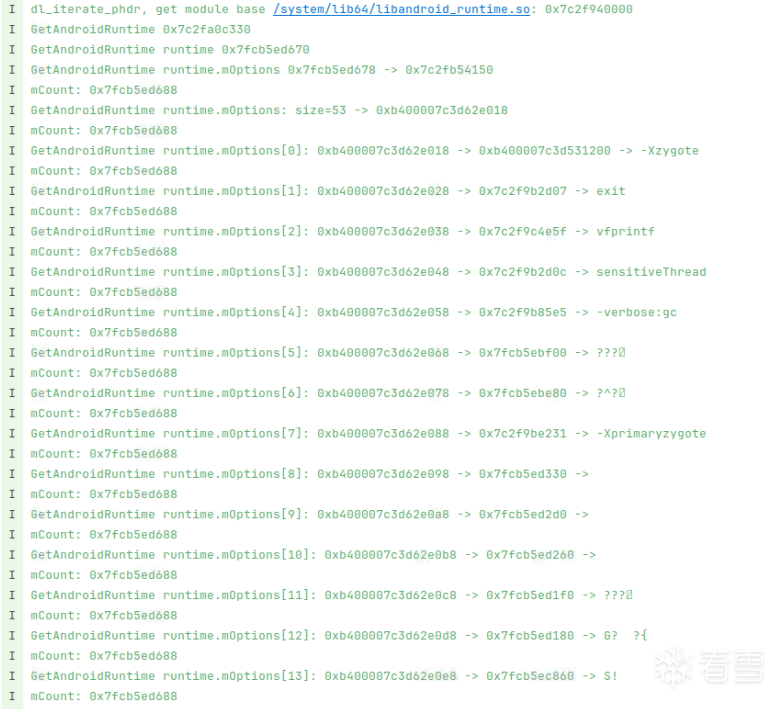 I dl_iterate_phdr, get module base /system/lib64/libandroid_runtime.so: 0x7c2f940000
I GetAndroidRuntime 0x7c2fa0c330
I GetAndroidRuntime runtime 0x7fcb5ed670
I GetAndroidRuntime runtime.mOptions 0x7fcb5ed678 -> 0x7c2fb54150
I mCount: 0x7fcb5ed688
I GetAndroidRuntime runtime.mOptions: size=53 -> 0xb400007c3d62e018
I mCount: 0x7fcb5ed688
I GetAndroidRuntime runtime.mOptions[0]: 0xb400007c3d62e018 -> 0xb400007c3d531200 -> -Xzygote
I mCount: 0x7fcb5ed688
I GetAndroidRuntime runtime.mOptions[1]: 0xb400007c3d62e028 -> 0x7c2f9b2d07 -> exit
I mCount: 0x7fcb5ed688
I GetAndroidRuntime runtime.mOptions[2]: 0xb400007c3d62e038 -> 0x7c2f9c4e5f -> vfprintf
I mCount: 0x7fcb5ed688
I GetAndroidRuntime runtime.mOptions[3]: 0xb400007c3d62e048 -> 0x7c2f9b2d0c -> sensitiveThread
I mCount: 0x7fcb5ed688
I GetAndroidRuntime runtime.mOptions[4]: 0xb400007c3d62e058 -> 0x7c2f9b85e5 -> -verbose:gc
I mCount: 0x7fcb5ed688
I GetAndroidRuntime runtime.mOptions[5]: 0xb400007c3d62e068 -> 0x7fcb5ebf00 -> ???
I mCount: 0x7fcb5ed688
I GetAndroidRuntime runtime.mOptions[6]: 0xb400007c3d62e078 -> 0x7fcb5ebe80 -> ?^?
I mCount: 0x7fcb5ed688
I GetAndroidRuntime runtime.mOptions[7]: 0xb400007c3d62e088 -> 0x7c2f9be231 -> -Xprimaryzygote
I mCount: 0x7fcb5ed688
I GetAndroidRuntime runtime.mOptions[8]: 0xb400007c3d62e098 -> 0x7fcb5ed330 ->
I mCount: 0x7fcb5ed688
I GetAndroidRuntime runtime.mOptions[9]: 0xb400007c3d62e0a8 -> 0x7fcb5ed2d0 ->
I mCount: 0x7fcb5ed688
I GetAndroidRuntime runtime.mOptions[10]: 0xb400007c3d62e0b8 -> 0x7fcb5ed260 ->
I mCount: 0x7fcb5ed688
I GetAndroidRuntime runtime.mOptions[11]: 0xb400007c3d62e0c8 -> 0x7fcb5ed1f0 -> ???
I mCount: 0x7fcb5ed688
I GetAndroidRuntime runtime.mOptions[12]: 0xb400007c3d62e0d8 -> 0x7fcb5ed180 -> G? ?{
I mCount: 0x7fcb5ed688
I GetAndroidRuntime runtime.mOptions[13]: 0xb400007c3d62e0e8 -> 0x7fcb5ec860 -> S!
I mCount: 0x7fcb5ed688
看雪